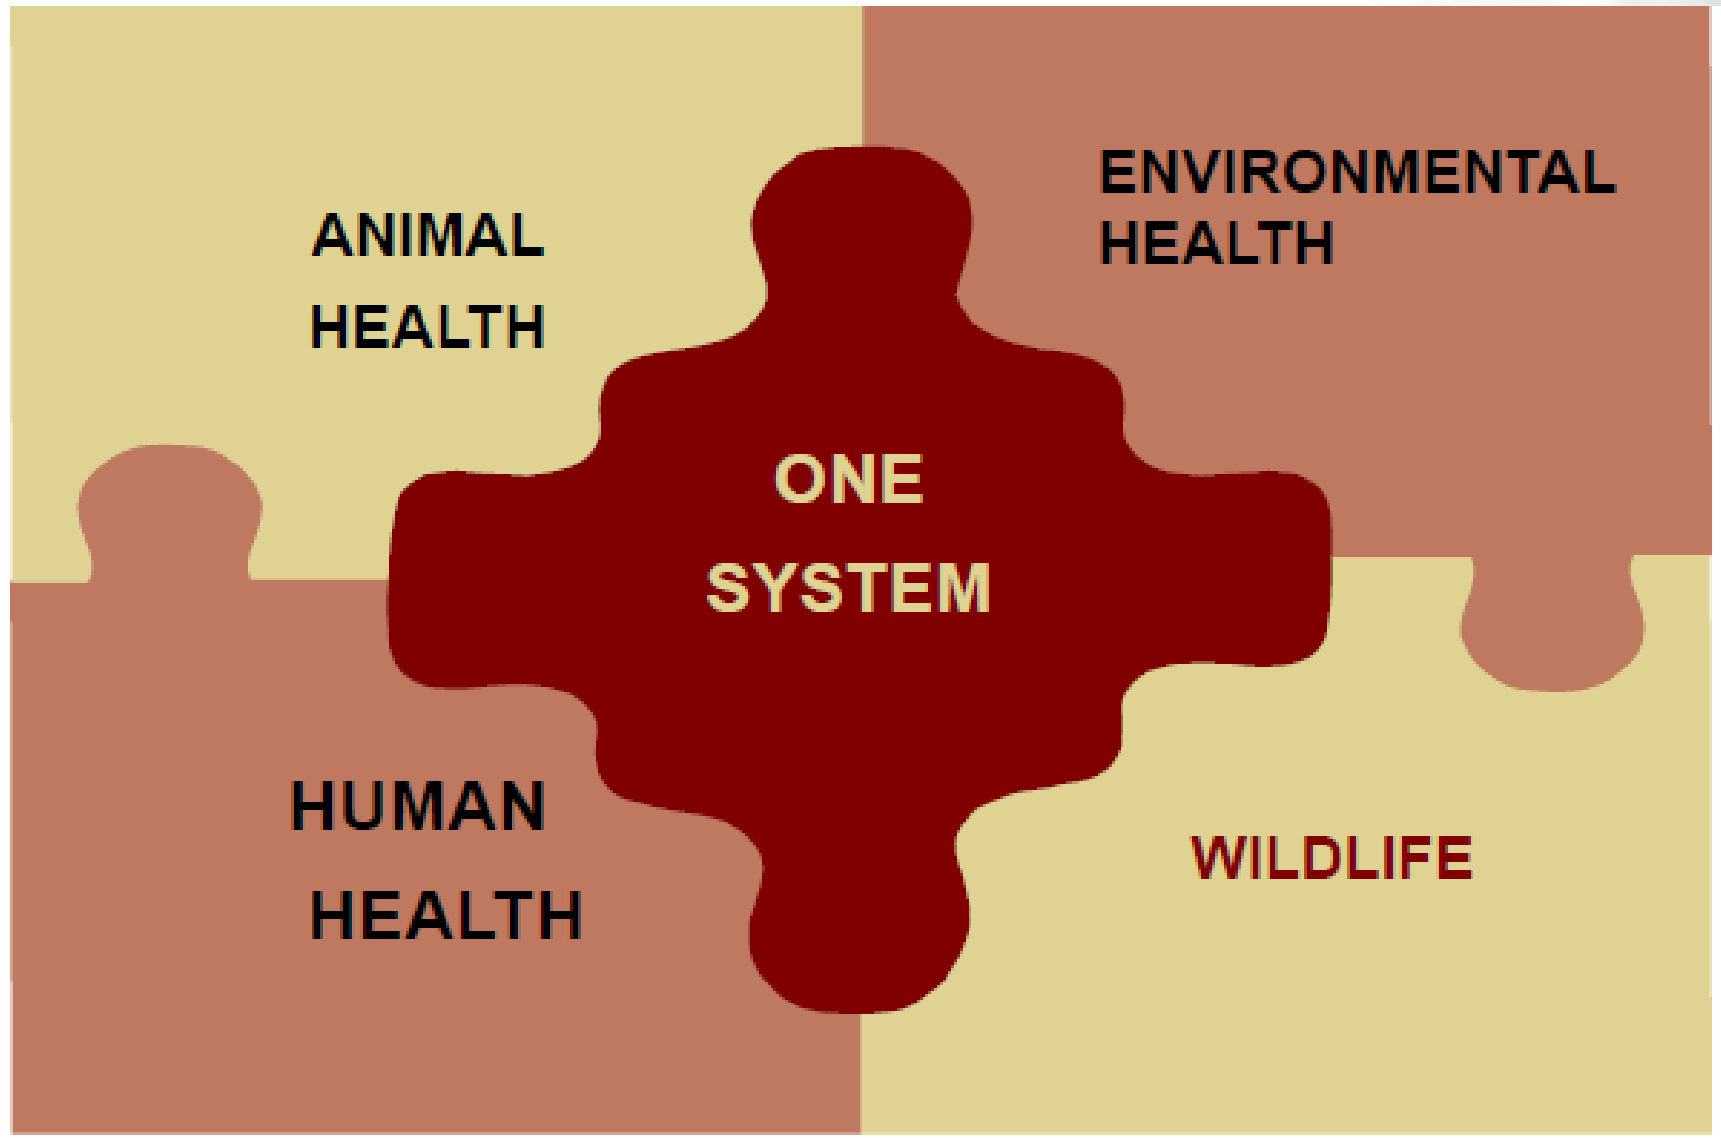 ANIMAL
HEALTH
ENVIRONMENTAL
HEALTH
ONE
SYSTEM
HUMAN
HEALTH
WILDLIFE